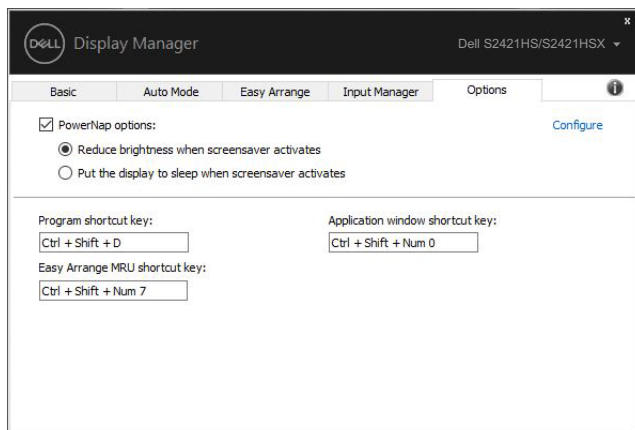 x
DELL Display Manager
Dell S2421HS/S2421HSX
Basic Auto Mode Easy Arrange Input Manager Options
PowerNap options: Configure
Reduce brightness when screensaver activates
Put the display to sleep when screensaver activates
Program shortcut key: Application window shortcut key:
Ctrl + Shift + D Ctrl + Shift + Num 0
Easy Arrange MRU shortcut key:
Ctrl + Shift + Num 7